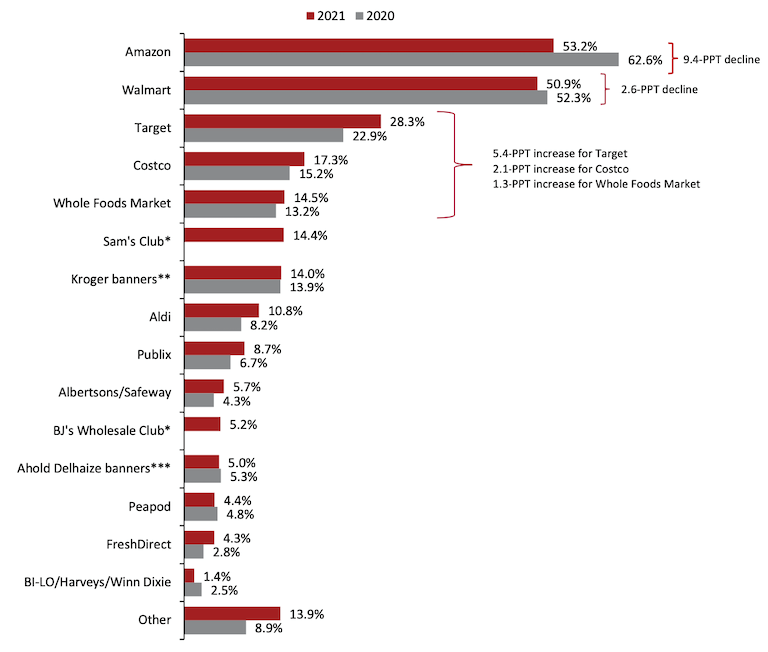 2021 2020
Amazon 53.2%
62.6% 9.4-PPT decline
Walmart 50.9%
52.3% 2.6-PPT decline
Target 28.3%
22.9%
Costco 17.3%
15.2%
5.4-PPT increase for Target
2.1-PPT increase for Costco
1.3-PPT increase for Whole Foods Market
Whole Foods Market 14.5%
13.2%
Sam's Club* 14.4%
Kroger banners** 14.0%
13.9%
Aldi 10.8%
8.2%
Publix 8.7%
6.7%
Albertsons/Safeway 5.7%
4.3%
BJ's Wholesale Club* 5.2%
Ahold Delhaize banners*** 5.0%
5.3%
Peapod 4.4%
4.8%
FreshDirect 4.3%
2.8%
BI-LO/Harveys/Winn Dixie 1.4%
2.5%
Other 13.9%
8.9%